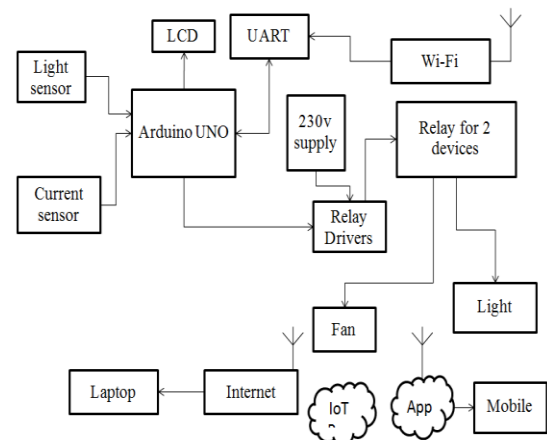 LCD
UART
Wi-Fi
Light
sensor
Arduino UNO
230v
supply
Relay for 2
devices
Current
sensor
Relay
Drivers
Fan
Light
Laptop
Internet
IoT
App
Mobile